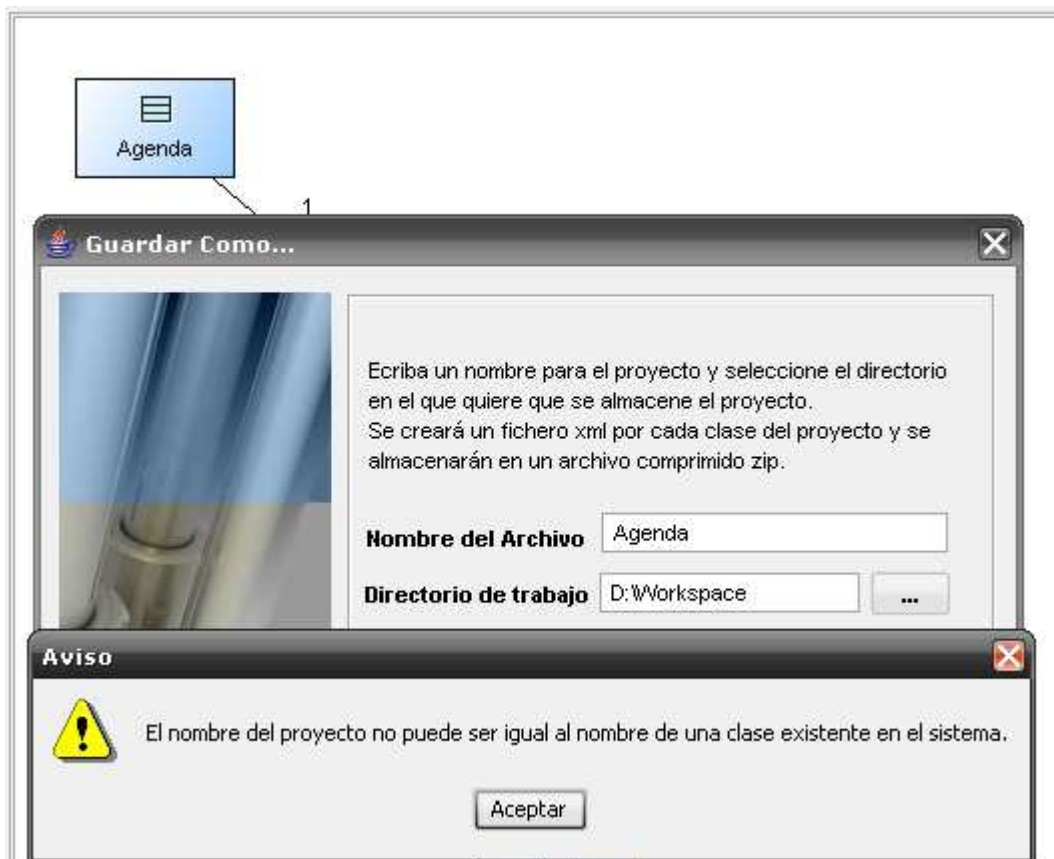 Agenda
1
Guardar Como...
Ecriba un nombre para el proyecto y seleccione el directorio
en el que quiere que se almacene el proyecto.
Se creará un fichero xml por cada clase del proyecto y se
almacenarán en un archivo comprimido zip.
Nombre del Archivo Agenda
Directorio de trabajo D:\Workspace ...
Aviso
El nombre del proyecto no puede ser igual al nombre de una clase existente en el sistema.
Aceptar